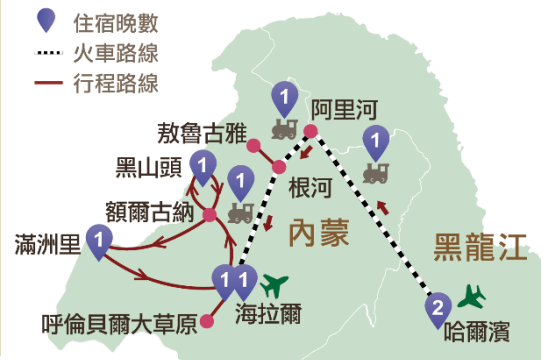 住宿晚數
火車路線
行程路線
1
阿里河
敖魯古雅
1
黑山頭
1
1
根河
額爾古納
內蒙
滿洲里
1
黑龍江
1
1
海拉爾
2
呼倫貝爾大草原
哈爾濱